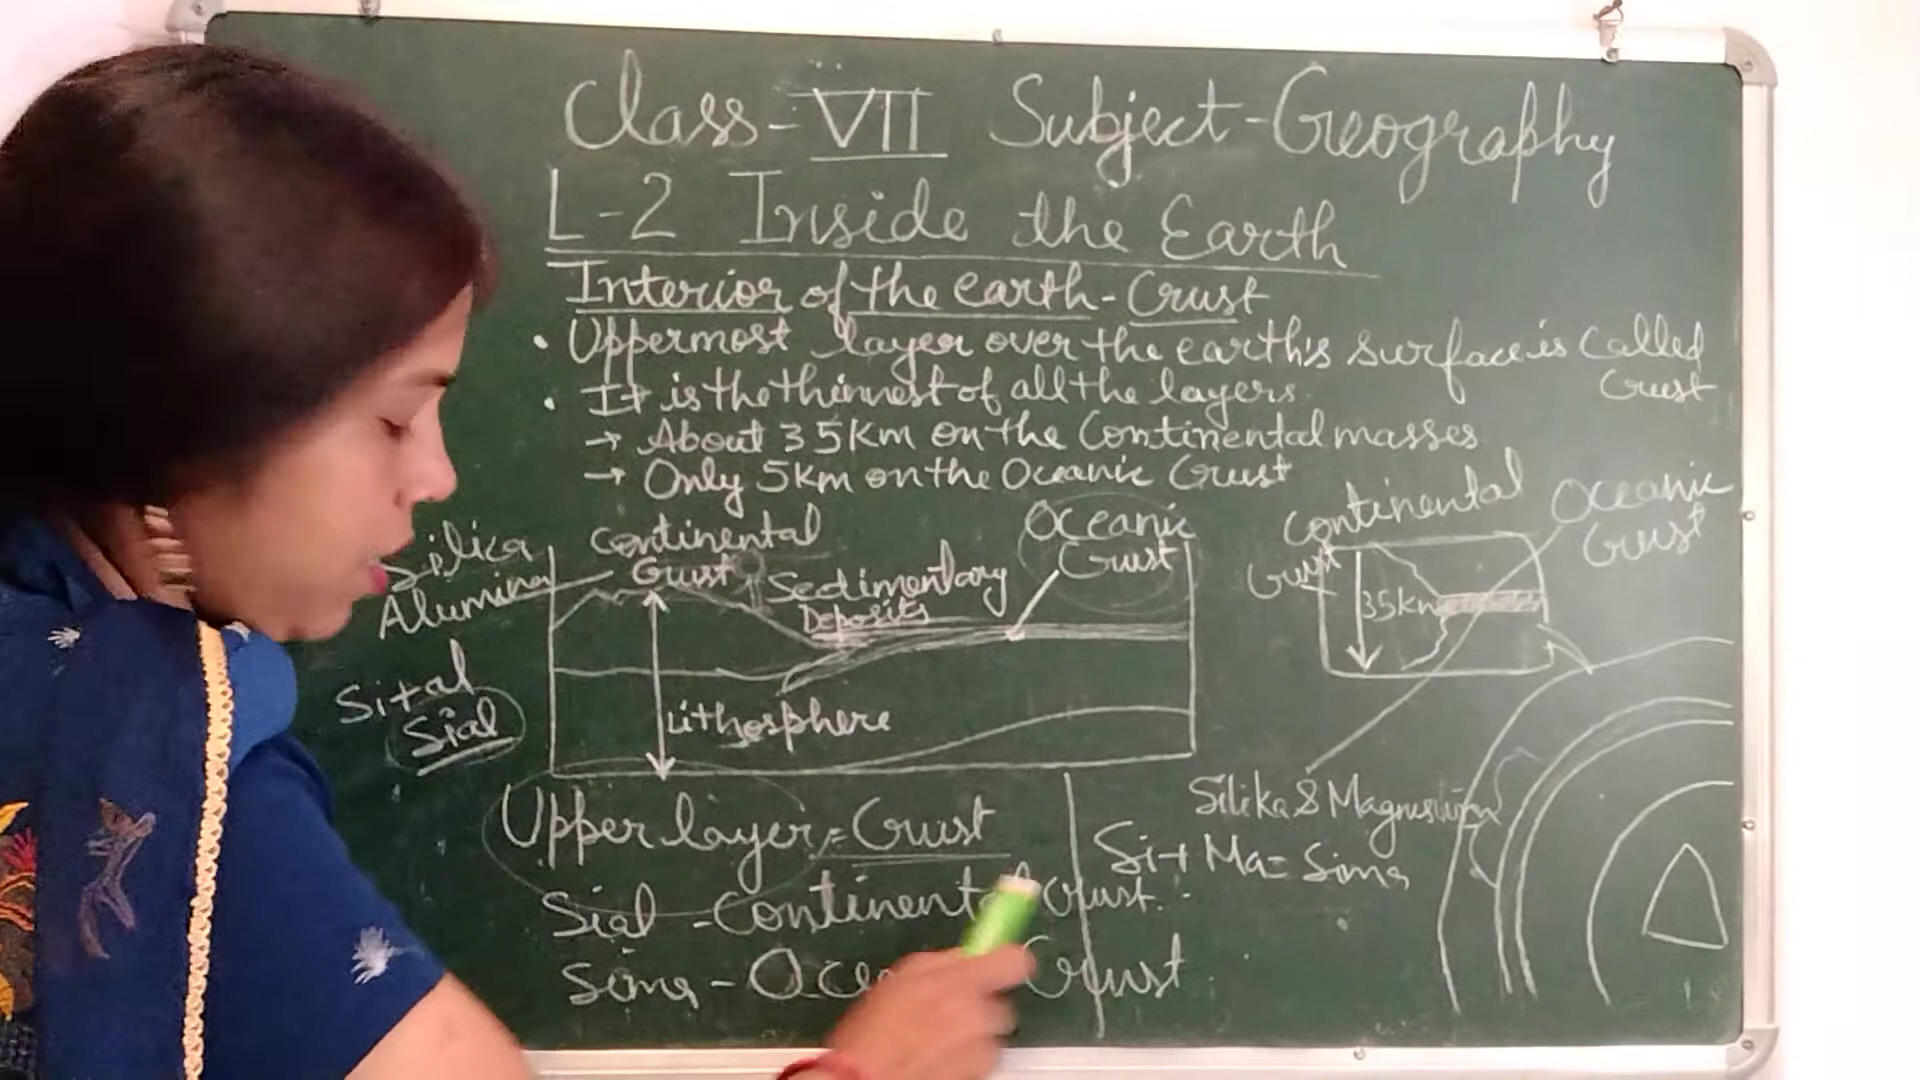 Class-VII Subject-Geography
L-2 Inside the Earth
Interior of the earth-Crust
• Uppermost layer over the earth's surface is Called
Crust
• It is the thinnest of all the layers.
→ About 35Km on the Continental masses
→ Only 5Km on the Oceanic Crust
Silica
Alumina
Si+al
Sial
Continental
Crust
Sedimentary
Deposits
Oceanic
Crust
Lithosphere
Continental
Crust
Oceanic
Crust
35Km
Upper layer = Crust
Sial - Continental Crust.
Sima - Crust
Silika & Magnesium
Si+Ma= Sima